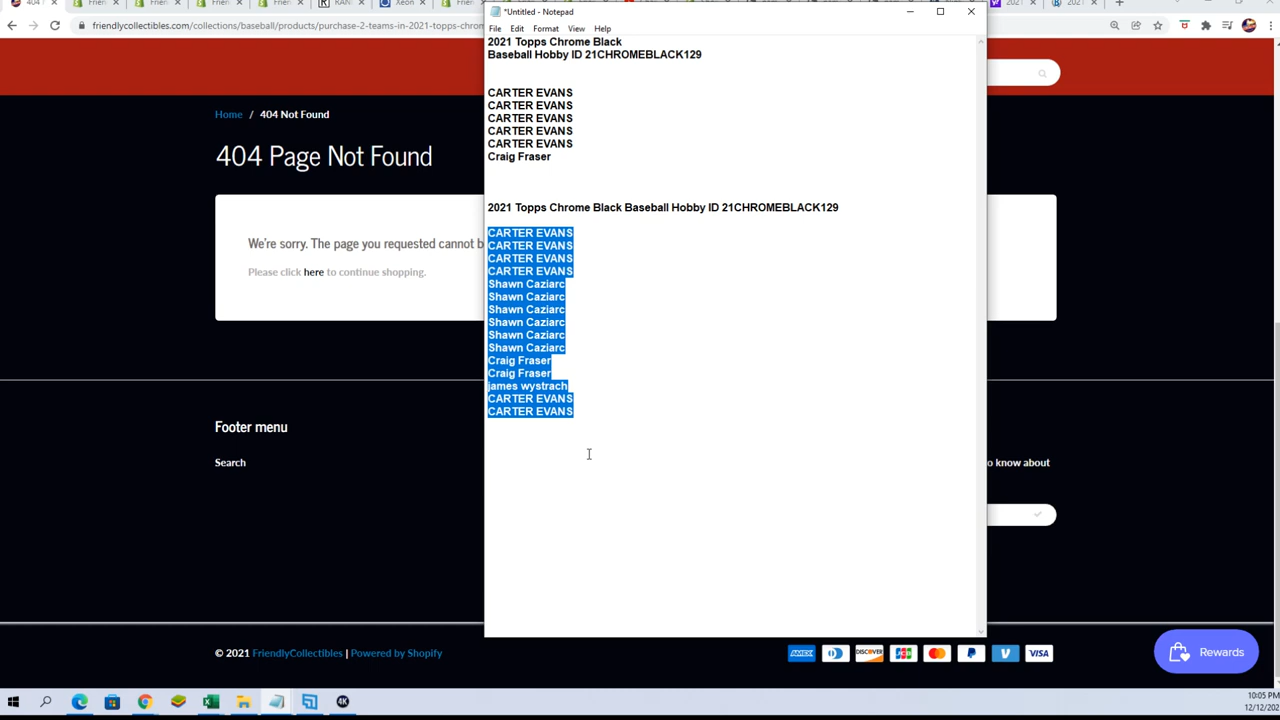 *Untitled - Notepad
friendlycollectibles.com/collections/baseball/products/purchase-2-teams-in-2021-topps-chrom
File Edit Format View Help
2021 Topps Chrome Black
Baseball Hobby ID 21CHROMEBLACK129
CARTER EVANS
CARTER EVANS
CARTER EVANS
CARTER EVANS
CARTER EVANS
Craig Fraser
Home / 404 Not Found
404 Page Not Found
2021 Topps Chrome Black Baseball Hobby ID 21CHROMEBLACK129
CARTER EVANS
CARTER EVANS
CARTER EVANS
CARTER EVANS
Shawn Caziarc
Shawn Caziarc
Shawn Caziarc
Shawn Caziarc
Shawn Caziarc
Shawn Caziarc
Craig Fraser
Craig Fraser
james wystrach
CARTER EVANS
CARTER EVANS
We're sorry. The page you requested cannot b
Please click here to continue shopping.
Footer menu
Search
o know about
© 2021 FriendlyCollectibles | Powered by Shopify
AMEX
DISCOVER
JCB
VISA
Rewards
10:05 PM
12/12/202